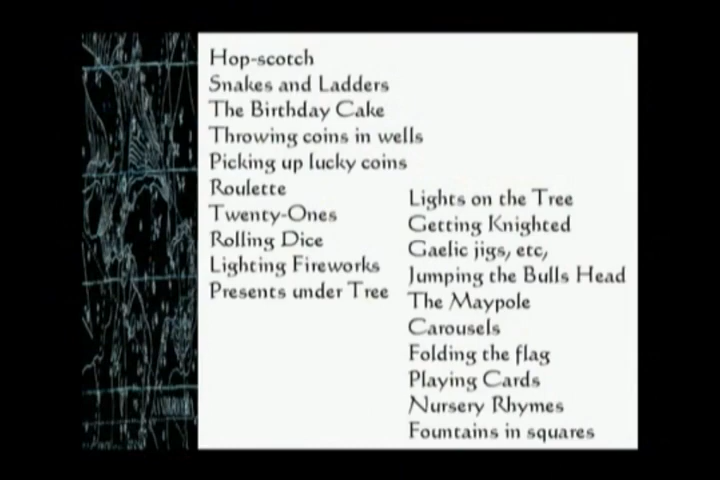 Hop-scotch
Snakes and Ladders
The Birthday Cake
Throwing coins in wells
Picking up lucky coins
Roulette
Twenty-Ones
Rolling Dice
Lighting Fireworks
Presents under Tree
Lights on the Tree
Getting Knighted
Gaelic jigs, etc,
Jumping the Bulls Head
The Maypole
Carousels
Folding the flag
Playing Cards
Nursery Rhymes
Fountains in squares